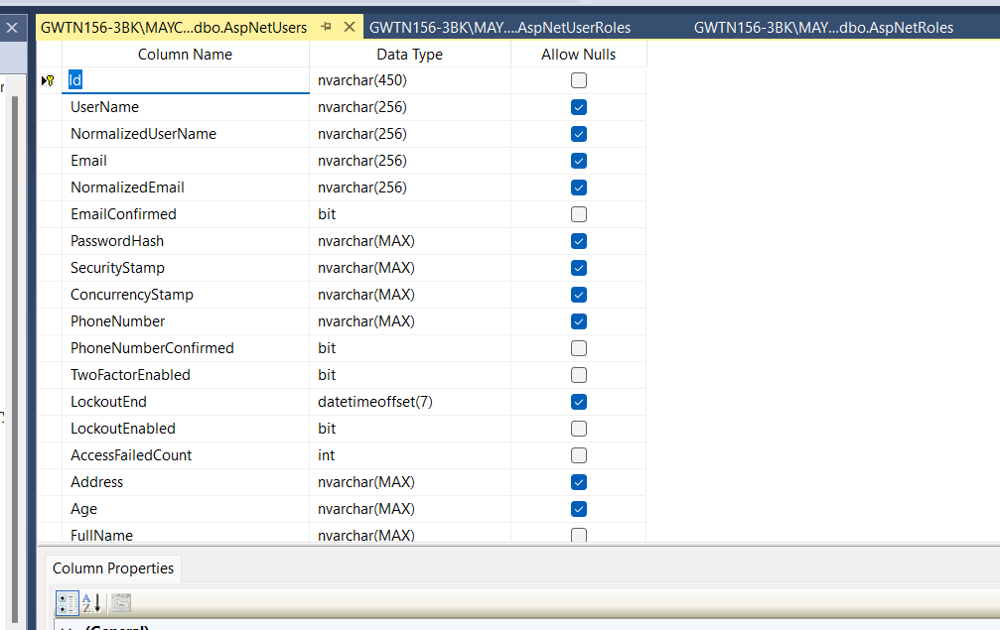 GWTN156-3BK\MAYC...dbo.AspNetUsers GWTN156-3BK\MAY....AspNetUserRoles GWTN156-3BK\MAY...dbo.AspNetRoles
Column Name Data Type Allow Nulls
Id nvarchar(450)
UserName nvarchar(256)
NormalizedUserName nvarchar(256)
Email nvarchar(256)
NormalizedEmail nvarchar(256)
EmailConfirmed bit
PasswordHash nvarchar(MAX)
SecurityStamp nvarchar(MAX)
ConcurrencyStamp nvarchar(MAX)
PhoneNumber nvarchar(MAX)
PhoneNumberConfirmed bit
TwoFactorEnabled bit
LockoutEnd datetimeoffset(7)
LockoutEnabled bit
AccessFailedCount int
Address nvarchar(MAX)
Age nvarchar(MAX)
FullName nvarchar(MAX)
Column Properties
(General)